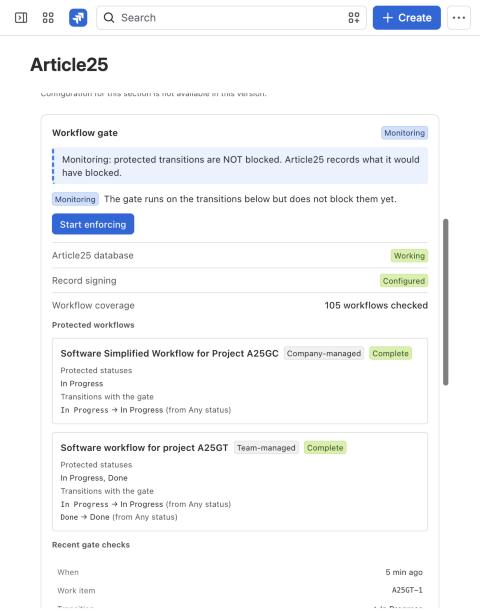 Search
Create
Article25
Configuration for this section is not available in this version.
Workflow gate
Monitoring
Monitoring: protected transitions are NOT blocked. Article25 records what it would
have blocked.
Monitoring The gate runs on the transitions below but does not block them yet.
Start enforcing
Article25 database
Working
Record signing
Configured
Workflow coverage
105 workflows checked
Protected workflows
Software Simplified Workflow for Project A25GC Company-managed Complete
Protected statuses
In Progress
Transitions with the gate
In Progress → In Progress (from Any status)
Software workflow for project A25GT Team-managed Complete
Protected statuses
In Progress, Done
Transitions with the gate
In Progress → In Progress (from Any status)
Done → Done (from Any status)
Recent gate checks
When
5 min ago
Work item
A25GT-1